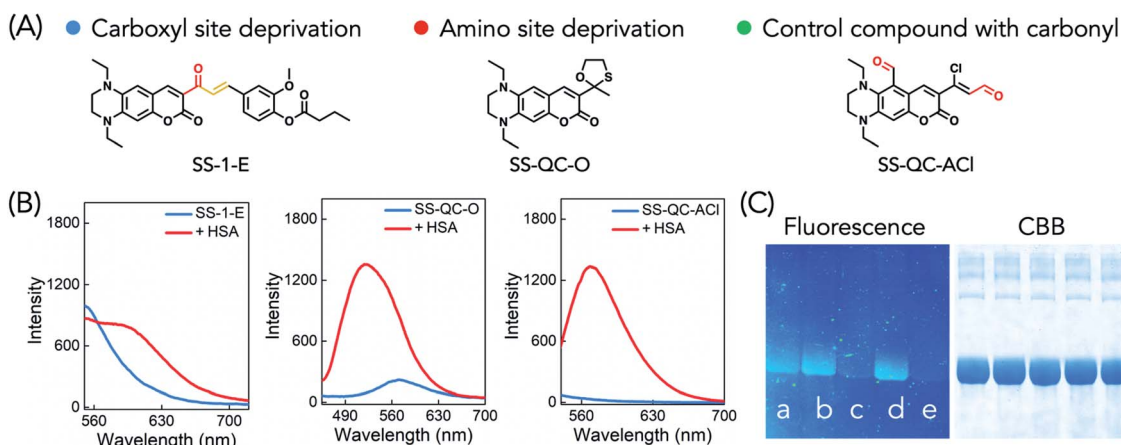 (A) Carboxyl site deprivation Amino site deprivation Control compound with carbonyl
O O N N O O O O
SS-1-E
N N O S O O
SS-QC-O
O N N Cl O O O
SS-QC-ACl
(B)
1800
1200
600
0
Intensity
SS-1-E
+ HSA
560 630 700
Wavelength (nm)
1800
1200
600
0
Intensity
SS-QC-O
+ HSA
490 560 630 700
Wavelength (nm)
1800
1200
600
0
Intensity
SS-QC-ACl
+ HSA
560 630 700
Wavelength (nm)
(C)
Fluorescence CBB
a b c d e